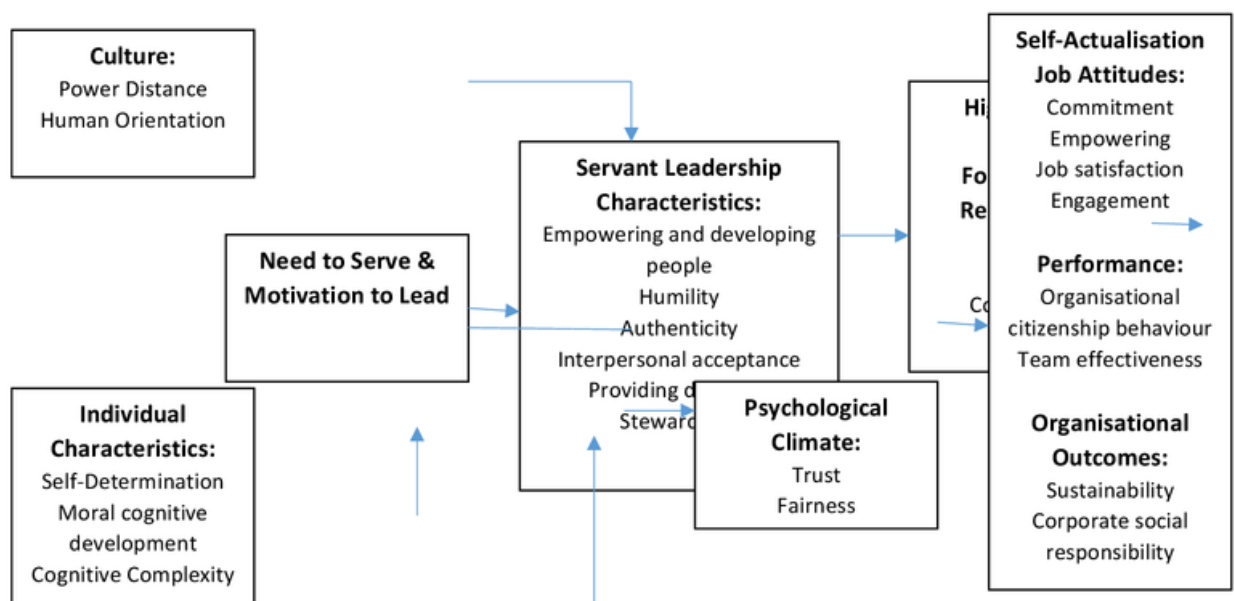 Culture:
Power Distance
Human Orientation
Need to Serve &
Motivation to Lead
Individual
Characteristics:
Self-Determination
Moral cognitive
development
Cognitive Complexity
Servant Leadership
Characteristics:
Empowering and developing
people
Humility
Authenticity
Interpersonal acceptance
Providing
Psychological
Climate:
Trust
Fairness
Self-Actualisation
Job Attitudes:
Commitment
Empowering
Job satisfaction
Engagement
Performance:
Organisational
citizenship behaviour
Team effectiveness
Organisational
Outcomes:
Sustainability
Corporate social
responsibility